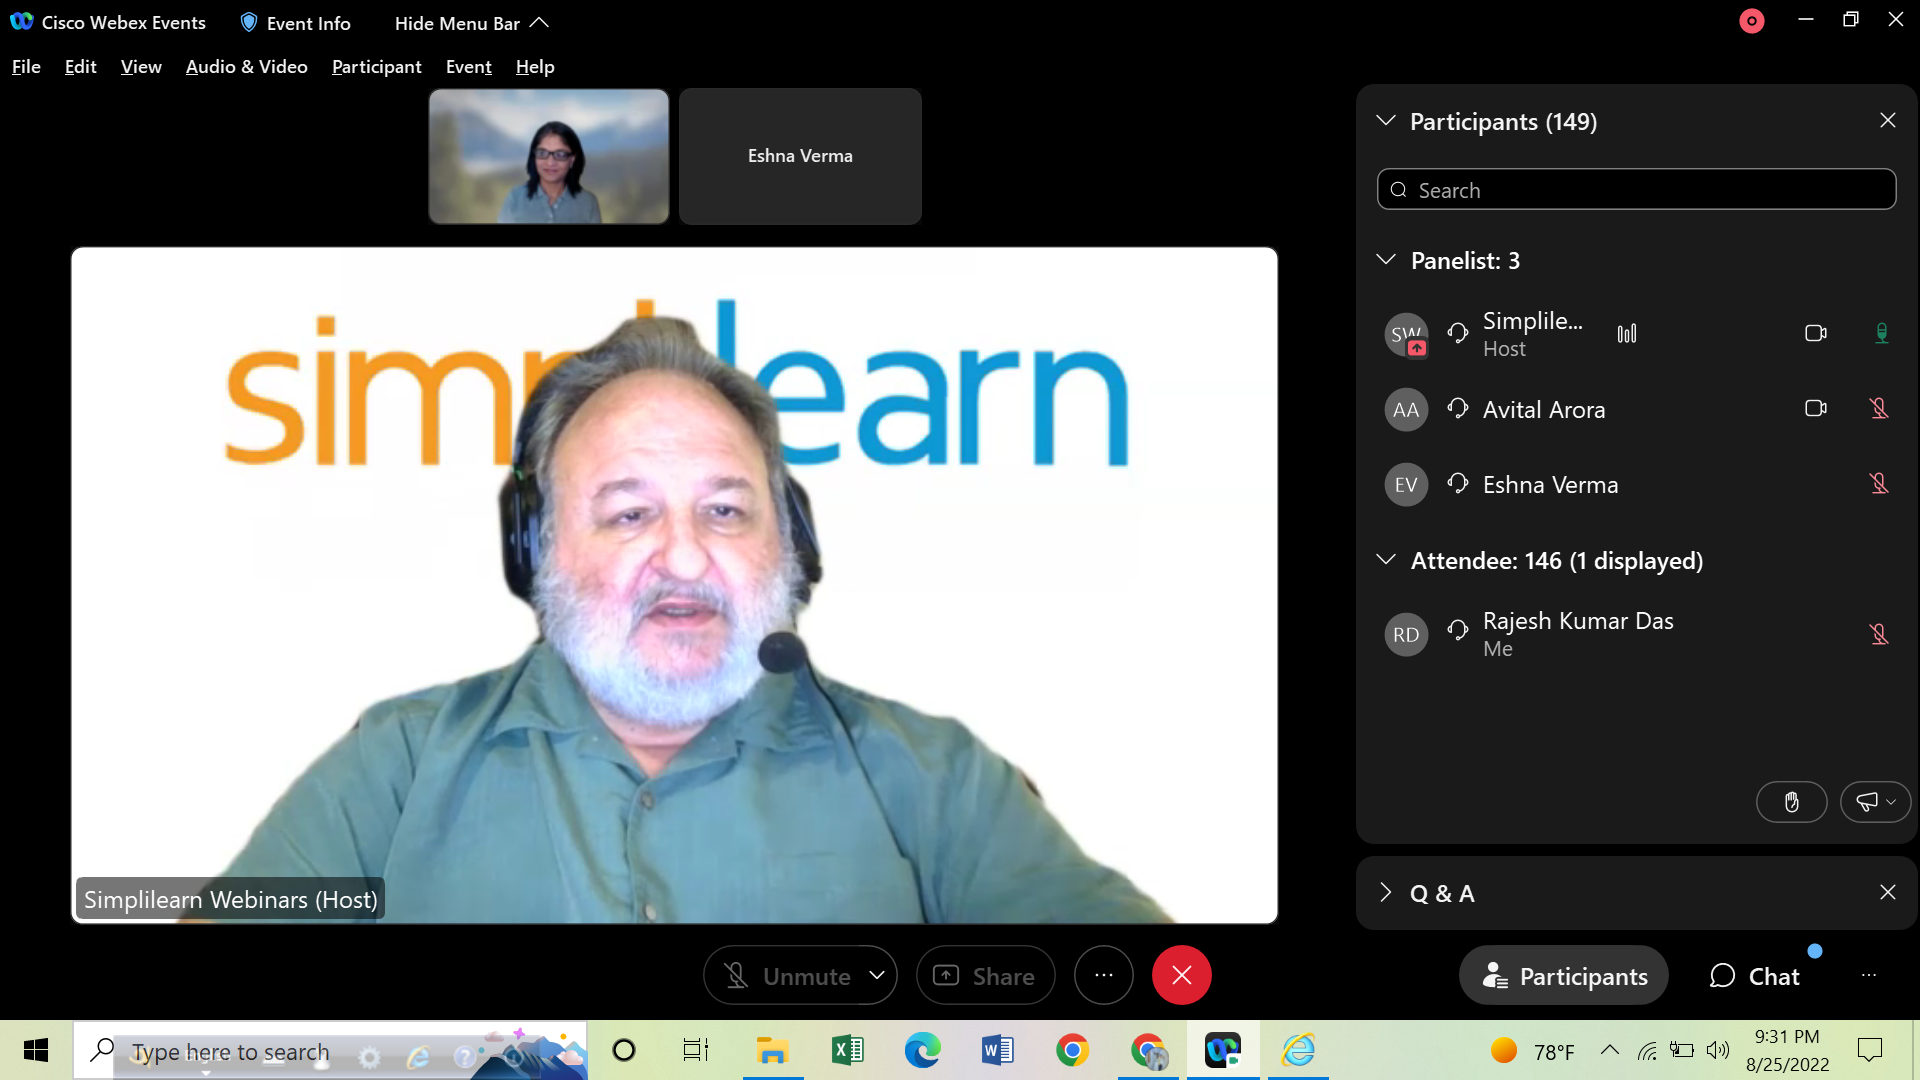 Cisco Webex Events Event Info Hide Menu Bar
File Edit View Audio & Video Participant Event Help
Eshna Verma
simplilearn
Simplilearn Webinars (Host)
Participants (149)
Search
Panelist: 3
SW Simplile...
Host
AA Avital Arora
EV Eshna Verma
Attendee: 146 (1 displayed)
RD Rajesh Kumar Das
Me
Q & A
Unmute Share ... Participants Chat ...
Type here to search
78°F
9:31 PM
8/25/2022